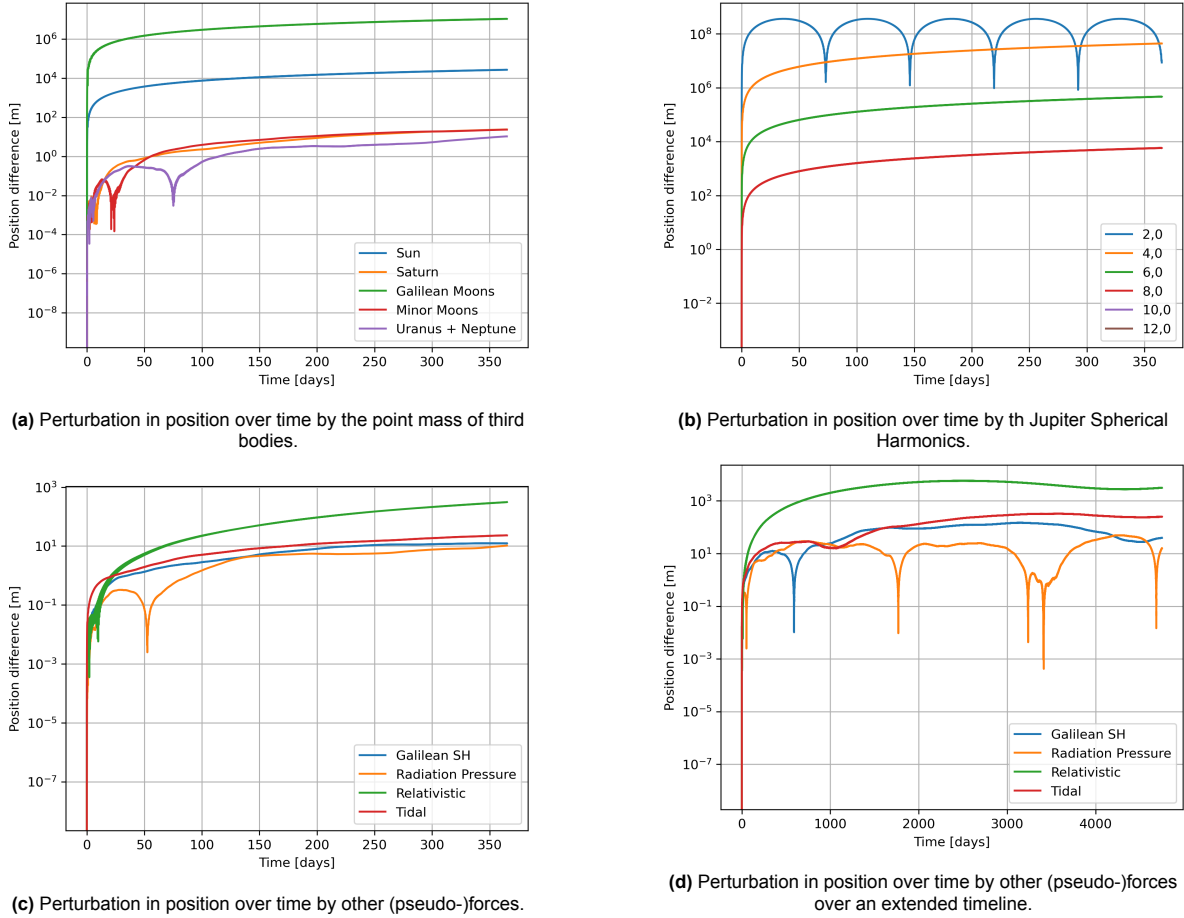 Position difference [m]
10^6
10^4
10^2
10^0
10^-2
10^-4
10^-6
10^-8
Sun
Saturn
Galilean Moons
Minor Moons
Uranus + Neptune
0 50 100 150 200 250 300 350
Time [days]
(a) Perturbation in position over time by the point mass of third
bodies.
Position difference [m]
10^8
10^6
10^4
10^2
10^0
10^-2
2,0
4,0
6,0
8,0
10,0
12,0
0 50 100 150 200 250 300 350
Time [days]
(b) Perturbation in position over time by th Jupiter Spherical
Harmonics.
Position difference [m]
10^3
10^1
10^-1
10^-3
10^-5
10^-7
Galilean SH
Radiation Pressure
Relativistic
Tidal
0 50 100 150 200 250 300 350
Time [days]
(c) Perturbation in position over time by other (pseudo-)forces.
Position difference [m]
10^3
10^1
10^-1
10^-3
10^-5
10^-7
Galilean SH
Radiation Pressure
Relativistic
Tidal
0 1000 2000 3000 4000
Time [days]
(d) Perturbation in position over time by other (pseudo-)forces
over an extended timeline.